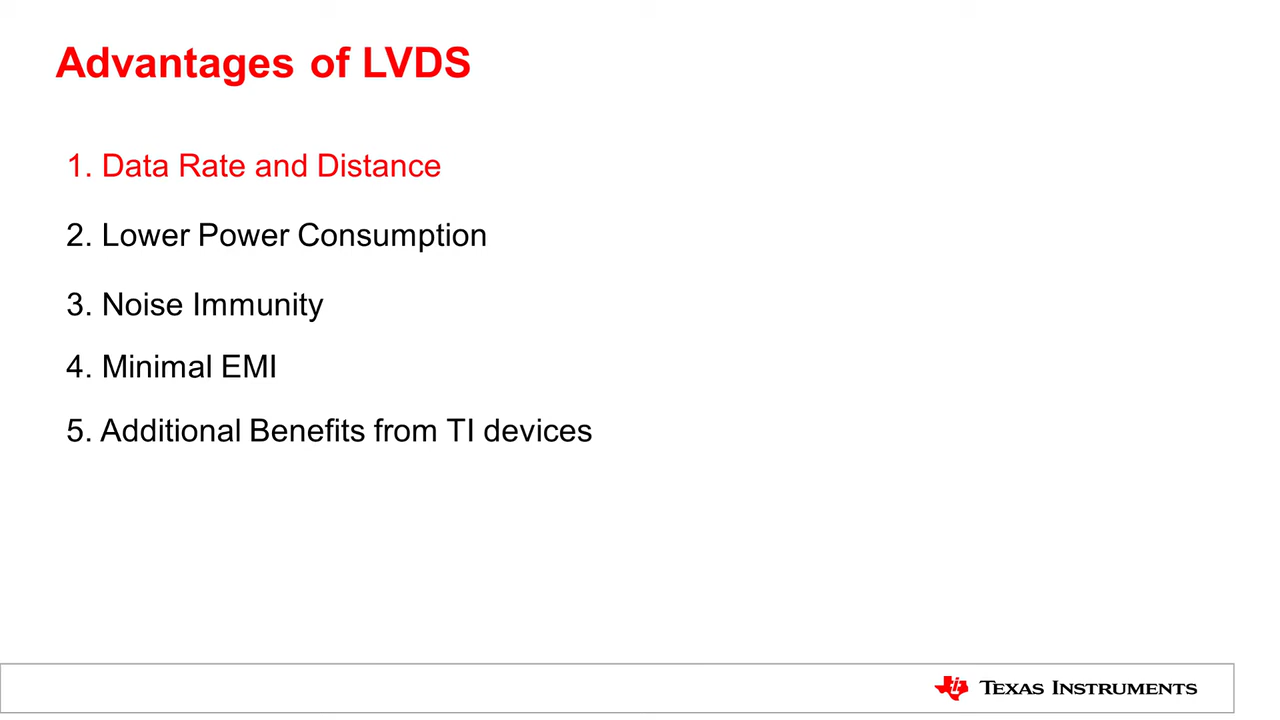 Advantages of LVDS
1. Data Rate and Distance
2. Lower Power Consumption
3. Noise Immunity
4. Minimal EMI
5. Additional Benefits from TI devices
TEXAS INSTRUMENTS